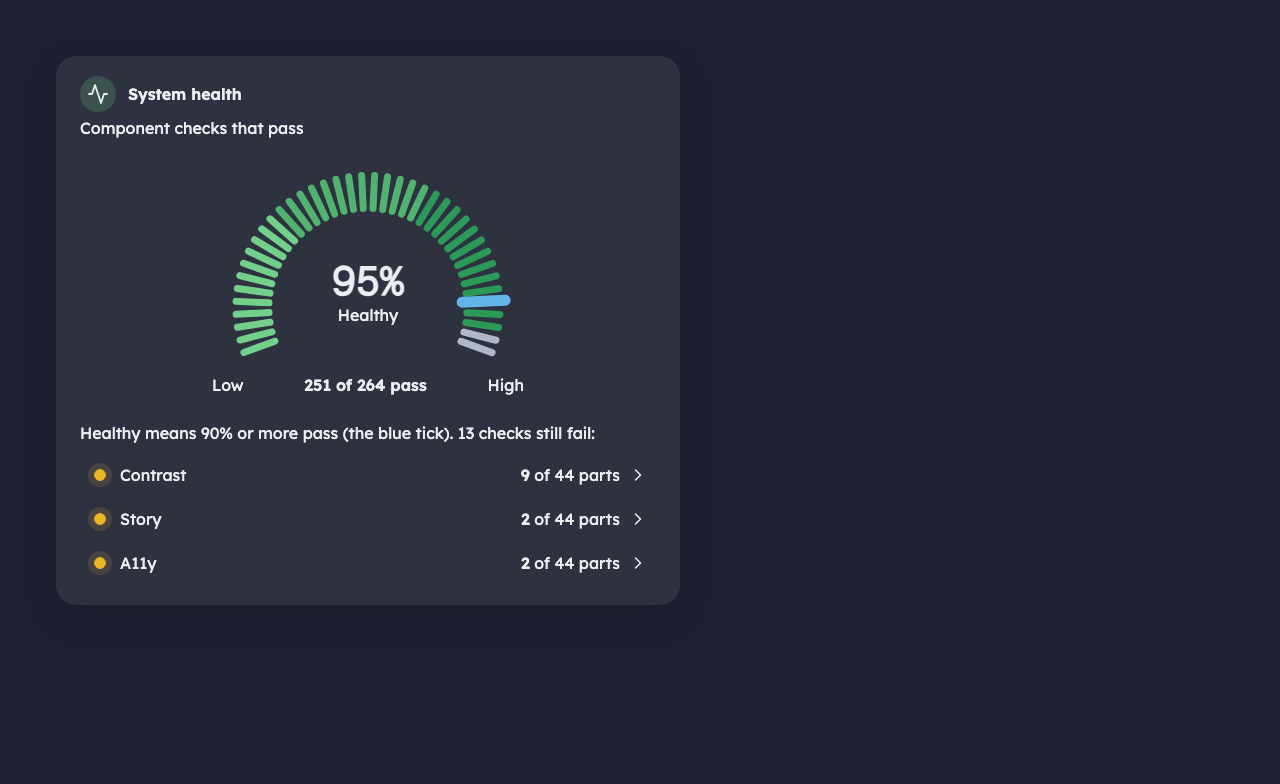 System health
Component checks that pass
95%
Healthy
Low 251 of 264 pass High
Healthy means 90% or more pass (the blue tick). 13 checks still fail:
Contrast 9 of 44 parts
Story 2 of 44 parts
A11y 2 of 44 parts